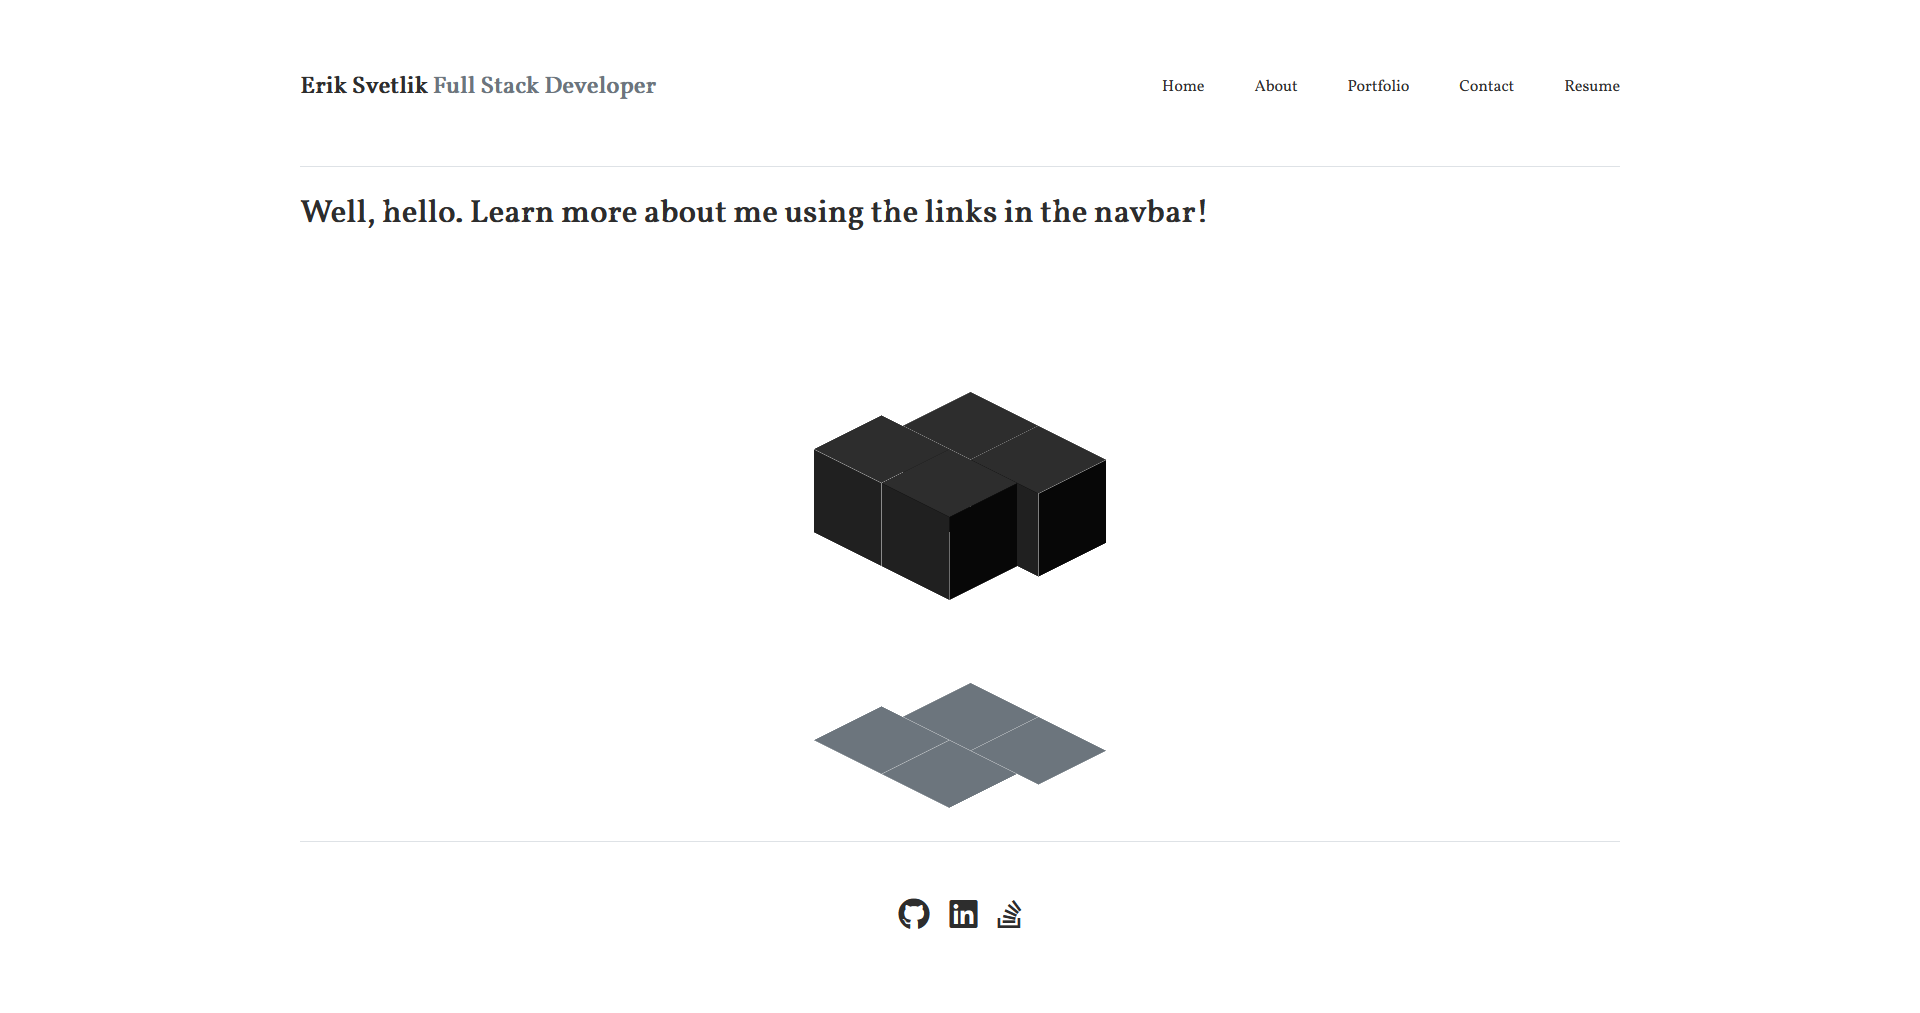 Erik Svetlik Full Stack Developer
Home About Portfolio Contact Resume
Well, hello. Learn more about me using the links in the navbar!
in